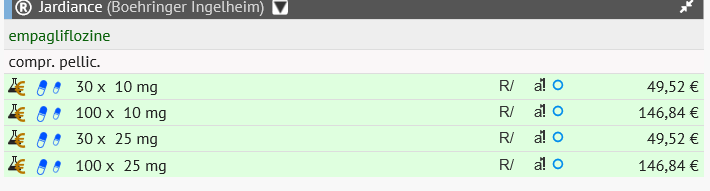 ® Jardiance (Boehringer Ingelheim)
empagliflozine
compr. pellic.
€ 30 x 10 mg R/ a! 49,52 €
€ 100 x 10 mg R/ a! 146,84 €
€ 30 x 25 mg R/ a! 49,52 €
€ 100 x 25 mg R/ a! 146,84 €